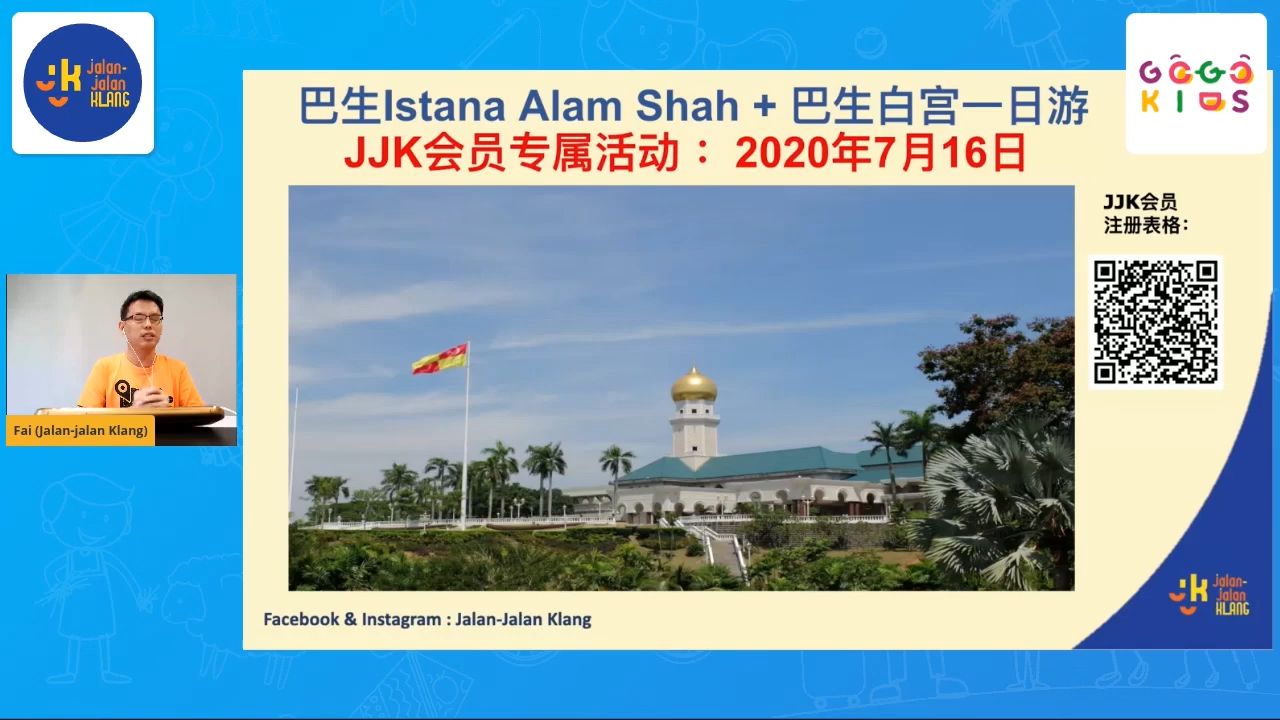 jk Jalan-
Jalan
KLANG
GOGO
KIDS
巴生Istana Alam Shah + 巴生白宫一日游
JJK会员专属活动： 2020年7月16日
JJK会员
注册表格：
Fai (Jalan-jalan Klang)
jk Jalan-
Jalan
KLANG
Facebook & Instagram : Jalan-Jalan Klang